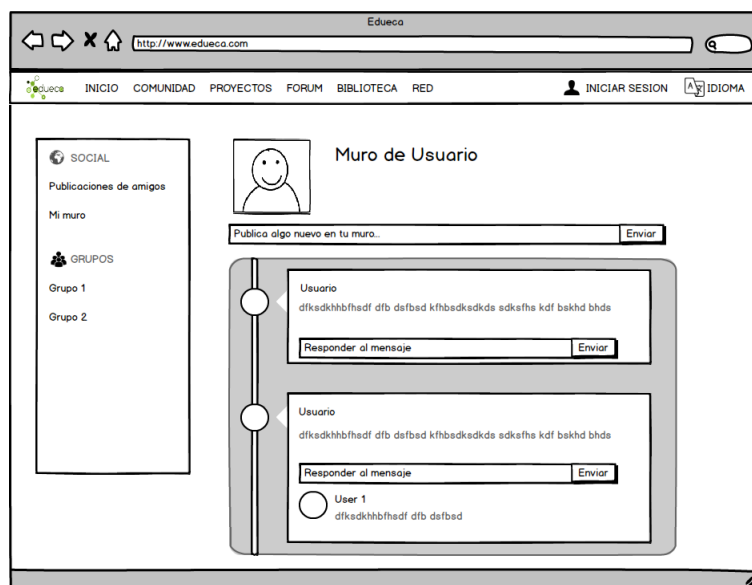 Edueca
http://www.edueca.com
edueca INICIO COMUNIDAD PROYECTOS FORUM BIBLIOTECA RED INICIAR SESION IDIOMA
SOCIAL
Publicaciones de amigos
Mi muro
GRUPOS
Grupo 1
Grupo 2
Muro de Usuario
Publica algo nuevo en tu muro... Enviar
Usuario
dfksdkhhbfhsdf dfb dsfbsd kfhbsdksdkds sdksfhs kdf bskhd bhds
Responder al mensaje Enviar
Usuario
dfksdkhhbfhsdf dfb dsfbsd kfhbsdksdkds sdksfhs kdf bskhd bhds
Responder al mensaje Enviar
User 1
dfksdkhhbfhsdf dfb dsfbsd